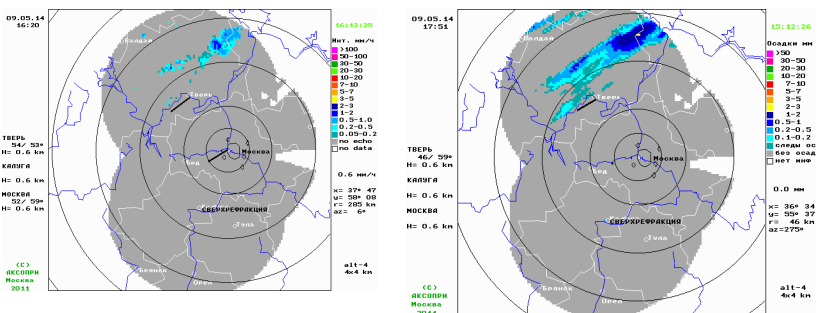 09.05.14
16:20
16:13:25
Инт. мм/ч
>100
50-100
30-50
20-30
10-20
7-10
5-7
3-5
2-3
1-2
0.5-1.0
0.2-0.5
0.05-0.2
no echo
no data
0.6 мм/ч
x= 37° 47
y= 58° 08
r= 285 km
az= 6°
alt-4
4x4 km
ТВЕРЬ
54/ 53°
H= 0.6 km
КАЛУГА
H= 0.6 km
МОСКВА
52/ 59°
H= 0.6 km
(C)
АКСОПРИ
Москва
2011
Валдай
Тверь
Москва
СВЕРХРЕФРАКЦИЯ
Тула
Брянск
Орел
09.05.14
17:51
15:12:26
Осадки мм
>50
30-50
20-30
10-20
7-10
5-7
3-5
2-3
1-2
0.5-1
0.2-0.5
0.1-0.2
следы ос
без осад
нет инф
0.0 мм
x= 36° 34
y= 55° 37
r= 46 km
az=275°
alt-4
4x4 km
ТВЕРЬ
46/ 59°
H= 0.6 km
КАЛУГА
H= 0.6 km
МОСКВА
H= 0.6 km
(C)
АКСОПРИ
Москва
Валдай
Тверь
Москва
СВЕРХРЕФРАКЦИЯ
Тула
Брянск
Орел